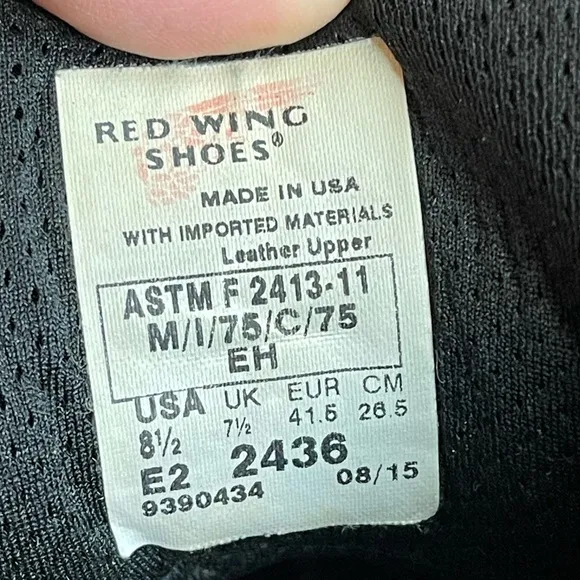 RED WING
SHOES®
MADE IN USA
WITH IMPORTED MATERIALS
Leather Upper
ASTM F 2413-11
M/I/75/C/75
EH
USA UK EUR CM
8½ 7½ 41.5 26.5
E2 2436
9390434 08/15